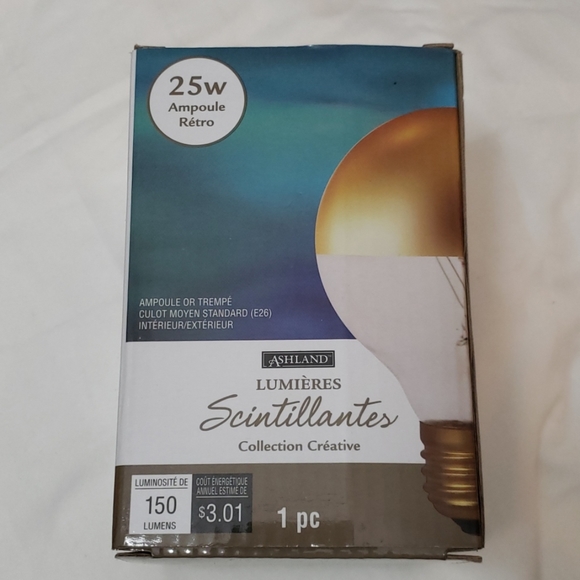 25w
Ampoule
Rétro
AMPOULE OR TREMPÉ
CULOT MOYEN STANDARD (E26)
INTÉRIEUR/EXTÉRIEUR
ASHLAND™
LUMIÈRES
Scintillantes
Collection Créative
LUMINOSITÉ DE
150
LUMENS
COÛT ÉNERGÉTIQUE
ANNUEL ESTIMÉ DE
$3.01
1 pc